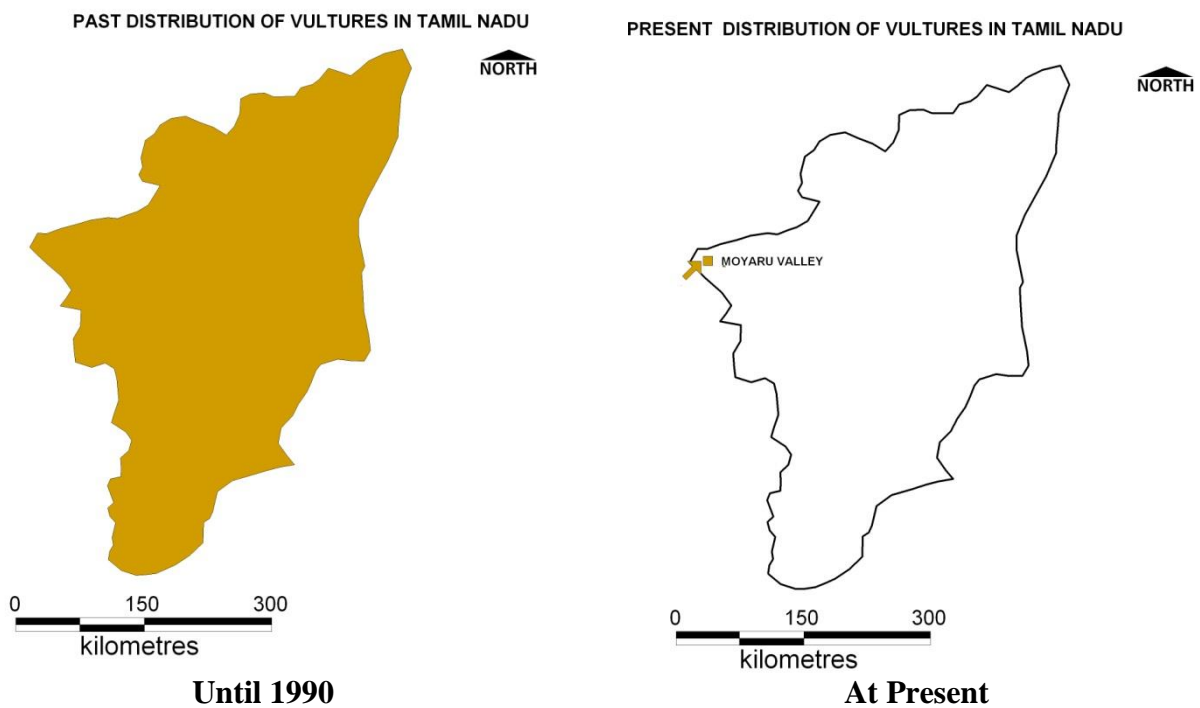 PAST DISTRIBUTION OF VULTURES IN TAMIL NADU
NORTH
0 150 300
kilometres
Until 1990
PRESENT DISTRIBUTION OF VULTURES IN TAMIL NADU
NORTH
MOYARU VALLEY
0 150 300
kilometres
At Present